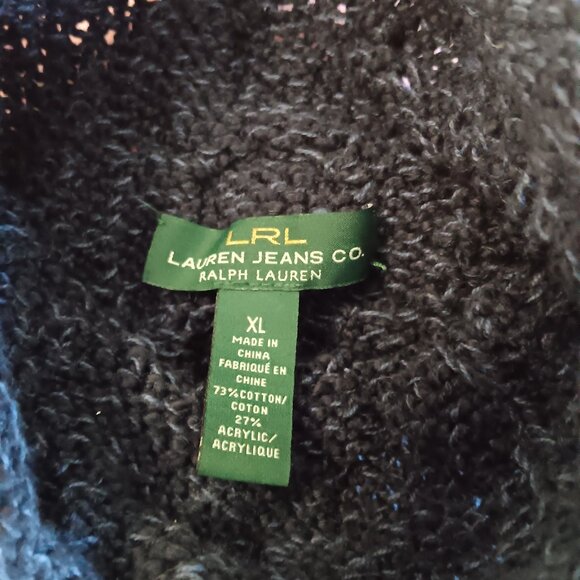 LRL
LAUREN JEANS CO.
RALPH LAUREN
XL
MADE IN
CHINA
FABRIQUÉ EN
CHINE
73% COTTON/
COTON
27%
ACRYLIC/
ACRYLIQUE